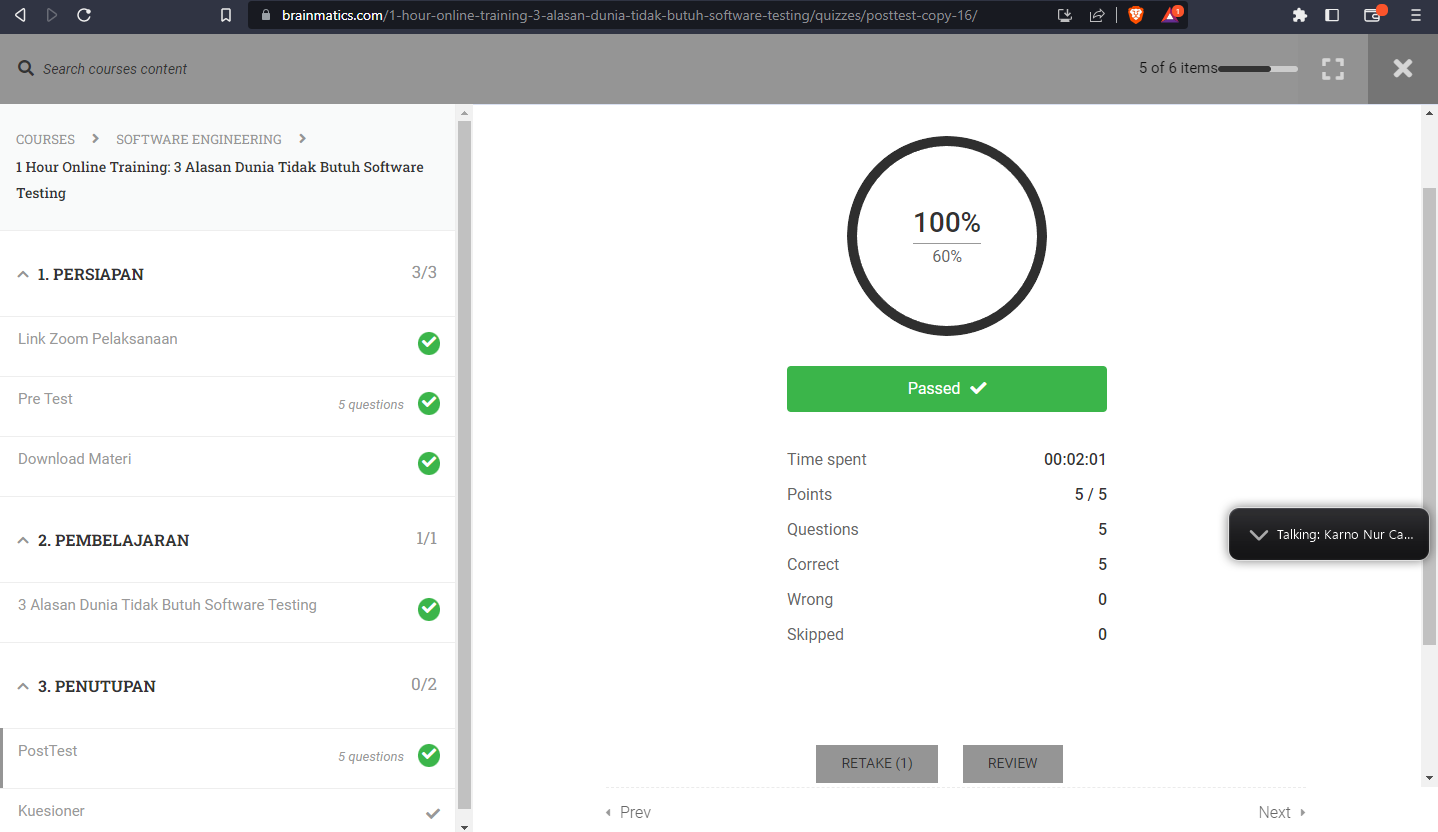 brainmatics.com/1-hour-online-training-3-alasan-dunia-tidak-butuh-software-testing/quizzes/posttest-copy-16/
1
Search courses content
5 of 6 items
COURSES
SOFTWARE ENGINEERING
1 Hour Online Training: 3 Alasan Dunia Tidak Butuh Software
Testing
1. PERSIAPAN
3/3
Link Zoom Pelaksanaan
Pre Test
5 questions
Download Materi
2. PEMBELAJARAN
1/1
3 Alasan Dunia Tidak Butuh Software Testing
3. PENUTUPAN
0/2
PostTest
5 questions
Kuesioner
100%
60%
Passed
Time spent 00:02:01
Points 5 / 5
Questions 5
Correct 5
Wrong 0
Skipped 0
Talking: Karno Nur Ca...
RETAKE (1)
REVIEW
Prev
Next